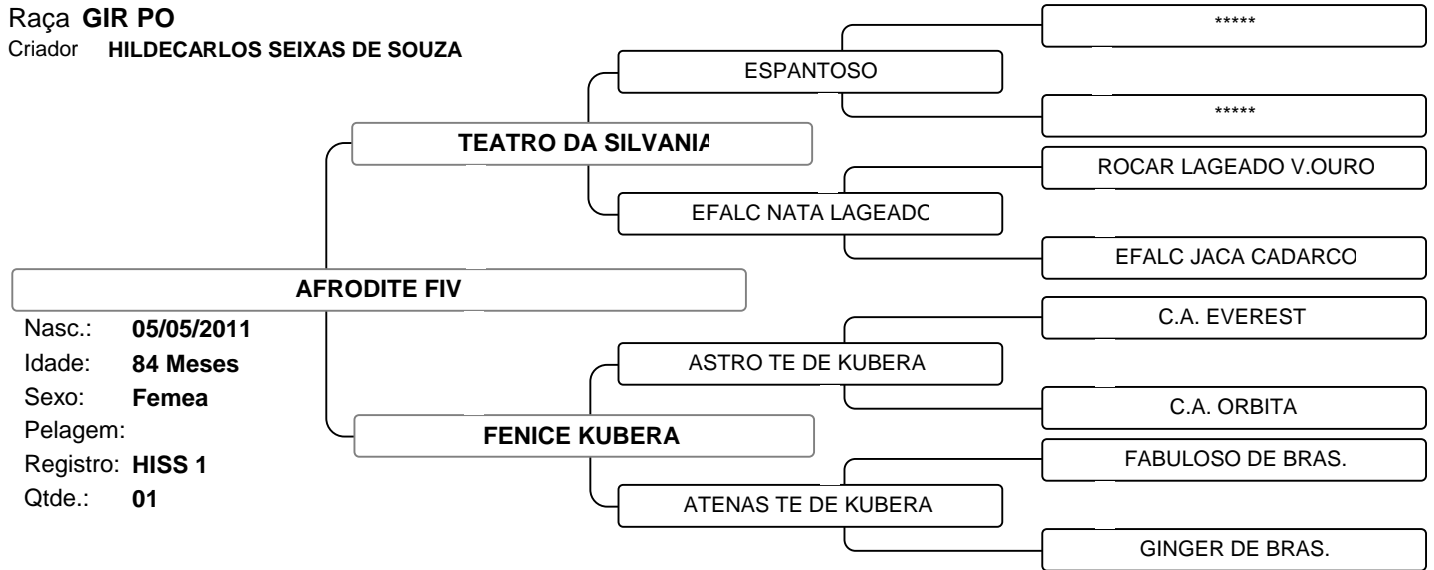 Raça GIR PO
Criador HILDECARLOS SEIXAS DE SOUZA
*****
ESPANTOSO
*****
TEATRO DA SILVANIA
ROCAR LAGEADO V.OURO
EFALC NATA LAGEADO
EFALC JACA CADARCO
AFRODITE FIV
Nasc.: 05/05/2011
Idade: 84 Meses
Sexo: Femea
Pelagem:
Registro: HISS 1
Qtde.: 01
C.A. EVEREST
ASTRO TE DE KUBERA
C.A. ORBITA
FENICE KUBERA
FABULOSO DE BRAS.
ATENAS TE DE KUBERA
GINGER DE BRAS.